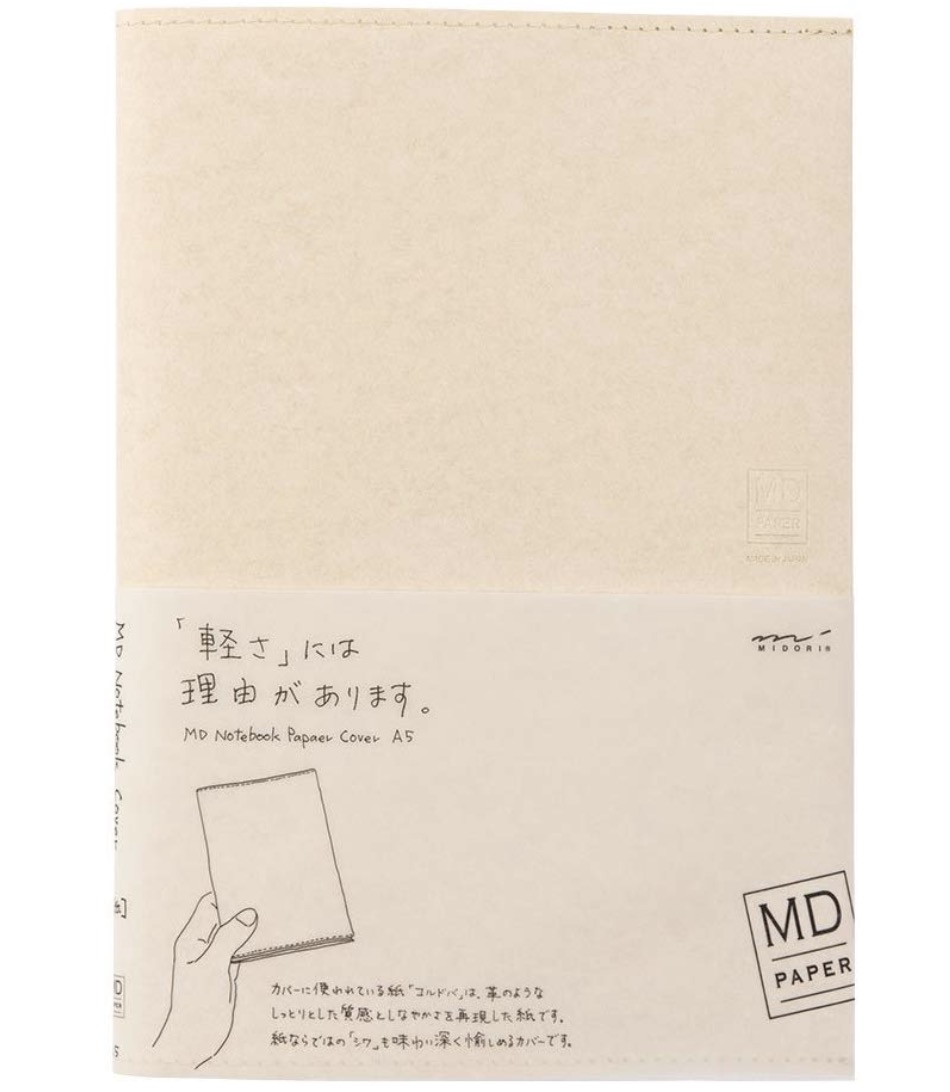 MD
PAPER
MADE IN JAPAN
「軽さ」には
理由があります。
MD Notebook Papaer Cover A5
MIDORI®
MD Notebook Cover
紙]
MD
PAPER
カバーに使われている紙「コルドバ」は、革のような
しっとりとした質感としなやかさを再現した紙です。
紙ならではの「シワ」も味わい深く愉しめるカバーです。